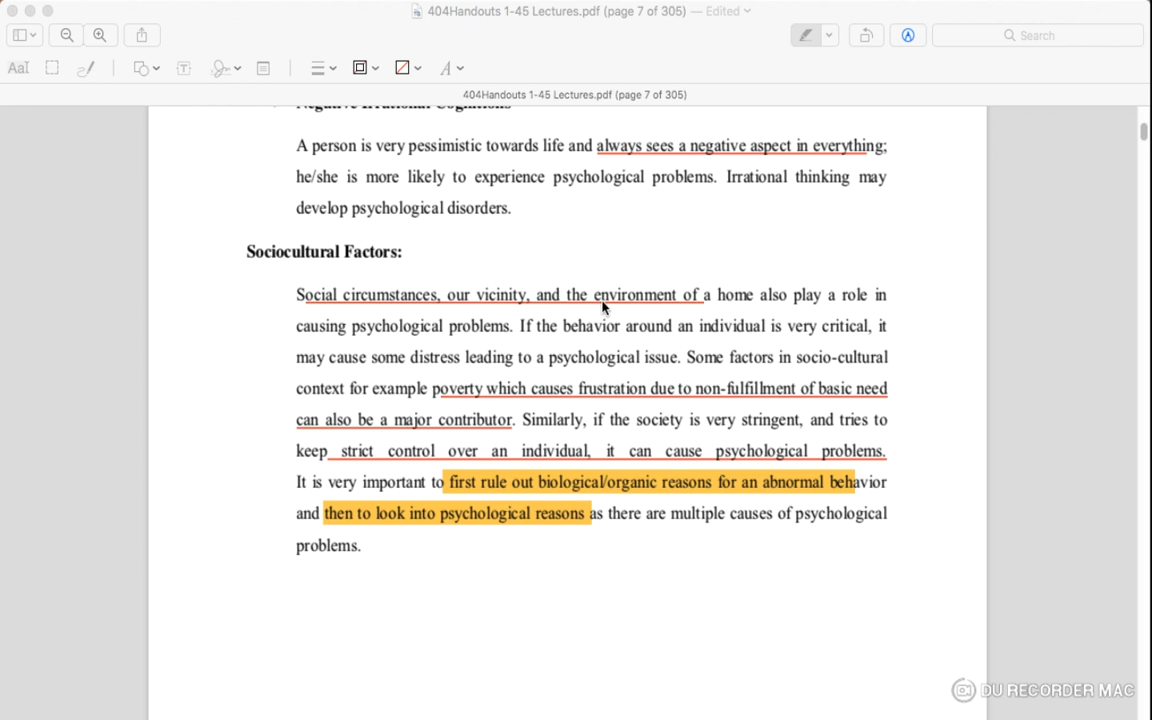 404Handouts 1-45 Lectures.pdf (page 7 of 305) — Edited
Search
AaI
A
404Handouts 1-45 Lectures.pdf (page 7 of 305)
Negative Irrational Cognitions
A person is very pessimistic towards life and always sees a negative aspect in everything;
he/she is more likely to experience psychological problems. Irrational thinking may
develop psychological disorders.
Sociocultural Factors:
Social circumstances, our vicinity, and the environment of a home also play a role in
causing psychological problems. If the behavior around an individual is very critical, it
may cause some distress leading to a psychological issue. Some factors in socio-cultural
context for example poverty which causes frustration due to non-fulfillment of basic need
can also be a major contributor. Similarly, if the society is very stringent, and tries to
keep strict control over an individual, it can cause psychological problems.
It is very important to first rule out biological/organic reasons for an abnormal behavior
and then to look into psychological reasons as there are multiple causes of psychological
problems.
DU RECORDER MAC